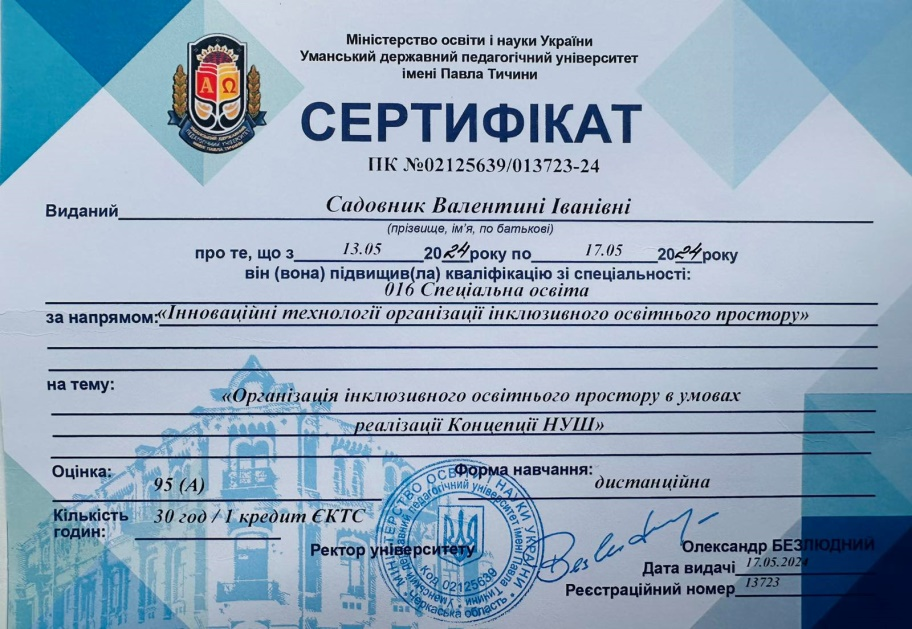 Міністерство освіти і науки України
Уманський державний педагогічний університет
імені Павла Тичини
СЕРТИФІКАТ
ПК №02125639/013723-24
Виданий Садовник Валентині Іванівні
(прізвище, ім'я, по батькові)
про те, що з 13.05 2024 року по 17.05 2024 року
він (вона) підвищив(ла) кваліфікацію зі спеціальності:
016 Спеціальна освіта
за напрямом: «Інноваційні технології організації інклюзивного освітнього простору»
на тему:
«Організація інклюзивного освітнього простору в умовах
реалізації Концепції НУШ»
Оцінка: 95 (А) Форма навчання: дистанційна
Кількість годин: 30 год / 1 кредит ЄКТС
Ректор університету Олександр БЕЗЛЮДНИЙ
Дата видачі 17.05.2024
Реєстраційний номер 13723
МІНІСТЕРСТВО ОСВІТИ І НАУКИ УКРАЇНИ
Уманський державний педагогічний університет імені Павла Тичини
Код 02125639
Черкаська область
АΩ